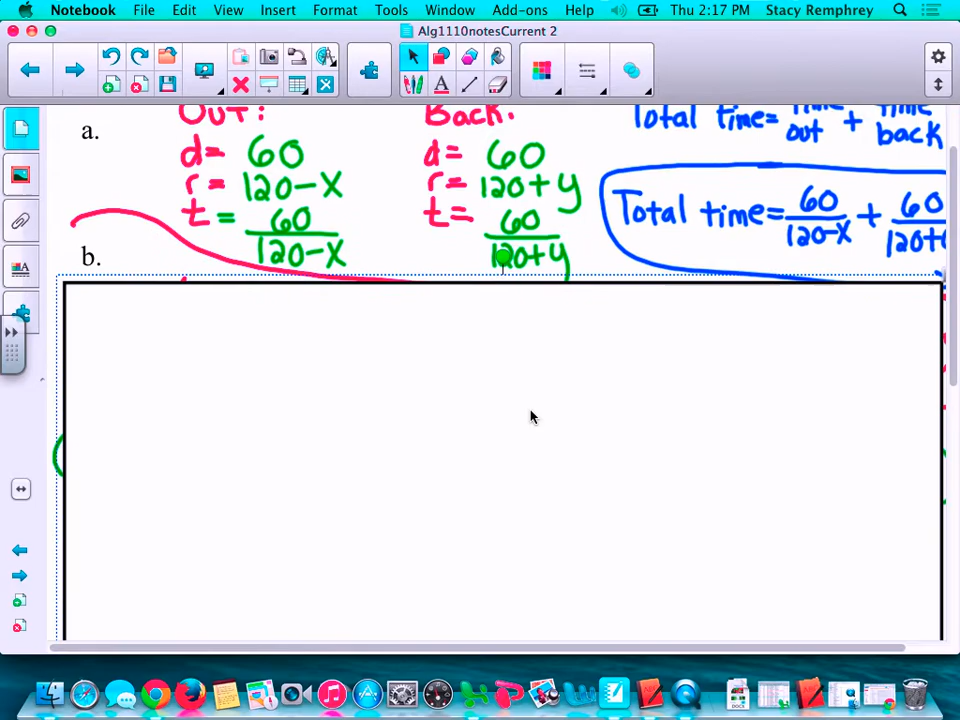 Notebook File Edit View Insert Format Tools Window Add-ons Help Thu 2:17 PM Stacy Remphrey
Alg1110notesCurrent 2
a.
Out:
d= 60
r= 120-x
t= 60
120-x
Back:
d= 60
r= 120+y
t= 60
120+y
Total time= time out + time back
Total time= 60/120-x + 60/120+
b.